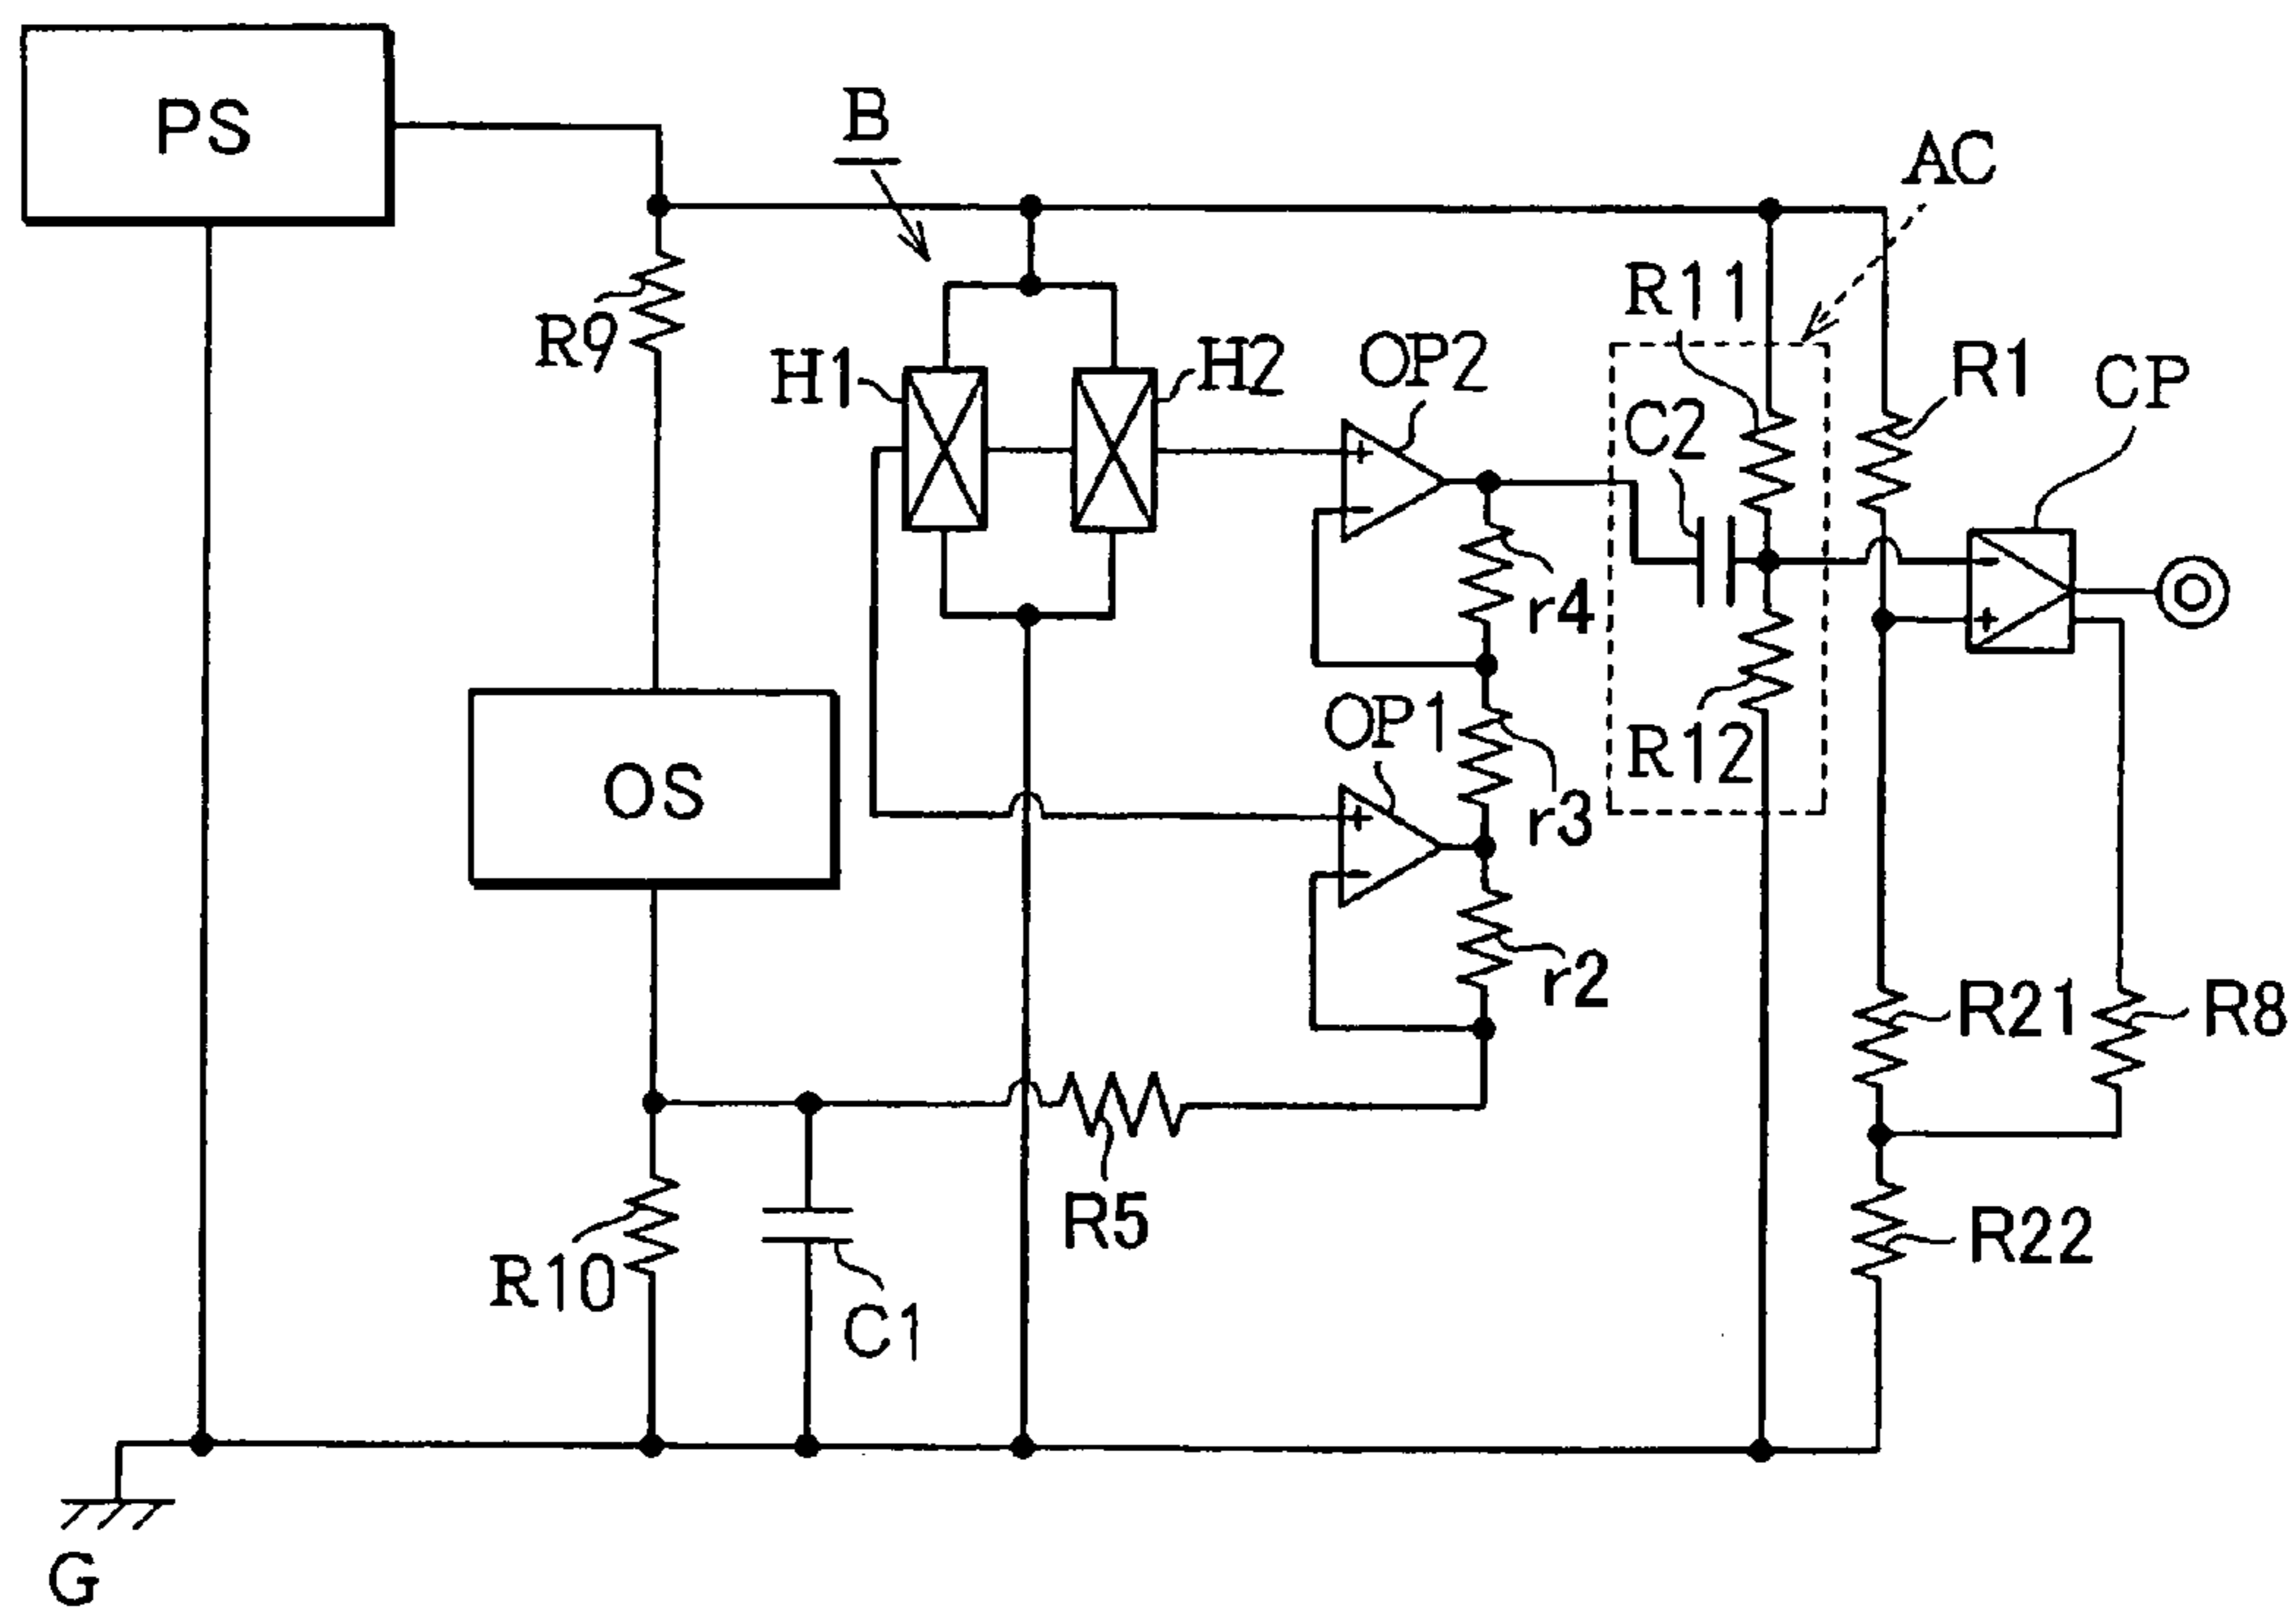 PS
B
AC
R9
H1
H2
OP2
R11
R1
CP
C2
+
−
r4
−
+
OS
OP1
R12
r3
+
−
r2
R21
R8
R5
R10
C1
R22
G